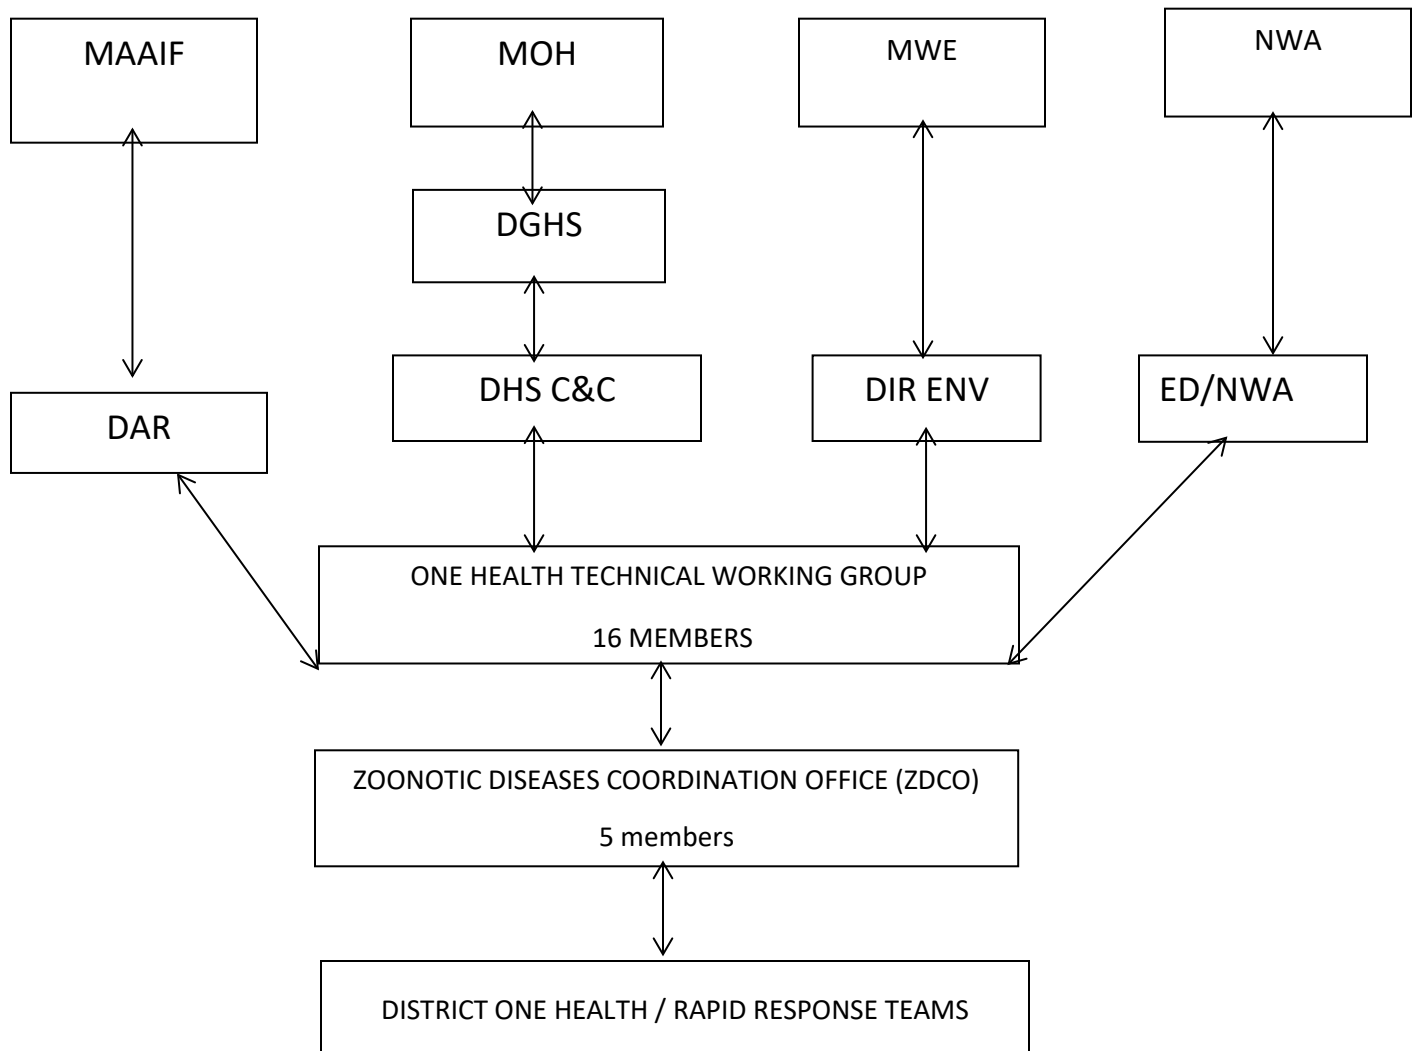 MAAIF
MOH
MWE
NWA
DGHS
DHS C&C
DIR ENV
ED/NWA
DAR
ONE HEALTH TECHNICAL WORKING GROUP
16 MEMBERS
ZOONOTIC DISEASES COORDINATION OFFICE (ZDCO)
5 members
DISTRICT ONE HEALTH / RAPID RESPONSE TEAMS